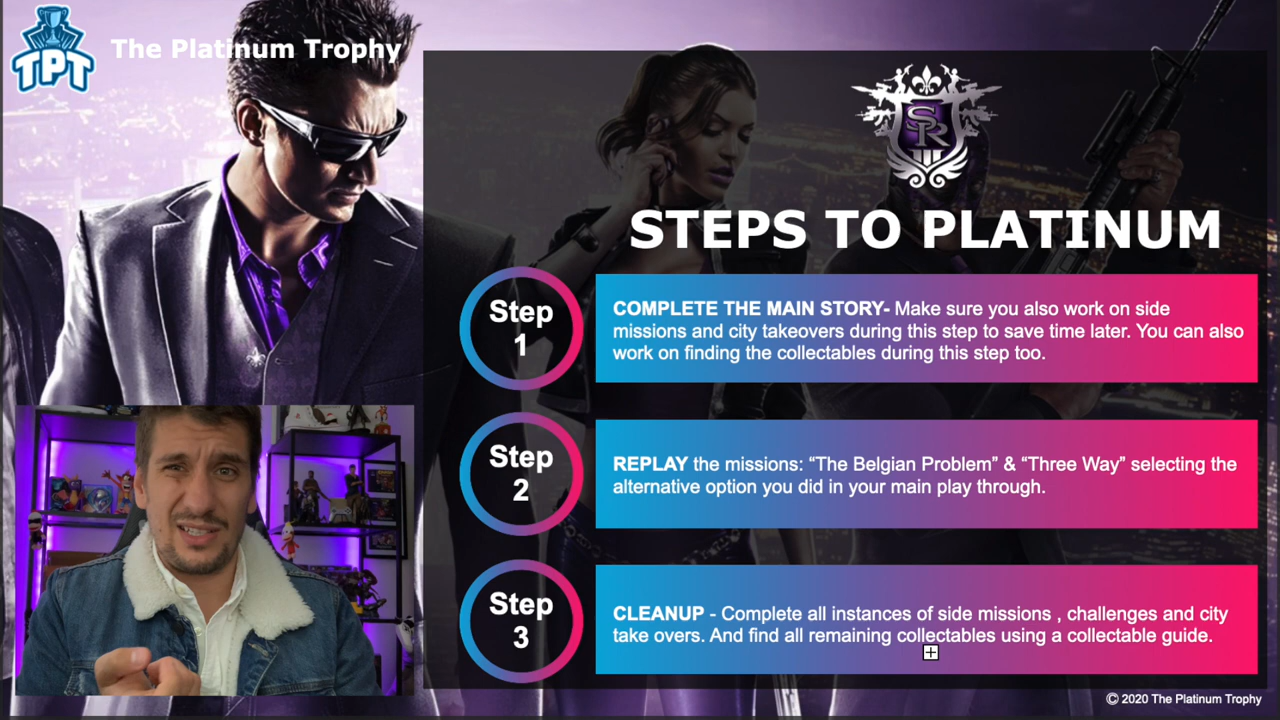 TPT
The Platinum Trophy
SR
STEPS TO PLATINUM
Step
1
COMPLETE THE MAIN STORY- Make sure you also work on side
missions and city takeovers during this step to save time later. You can also
work on finding the collectables during this step too.
Step
2
REPLAY the missions: “The Belgian Problem” & “Three Way” selecting the
alternative option you did in your main play through.
Step
3
CLEANUP - Complete all instances of side missions , challenges and city
take overs. And find all remaining collectables using a collectable guide.
© 2020 The Platinum Trophy